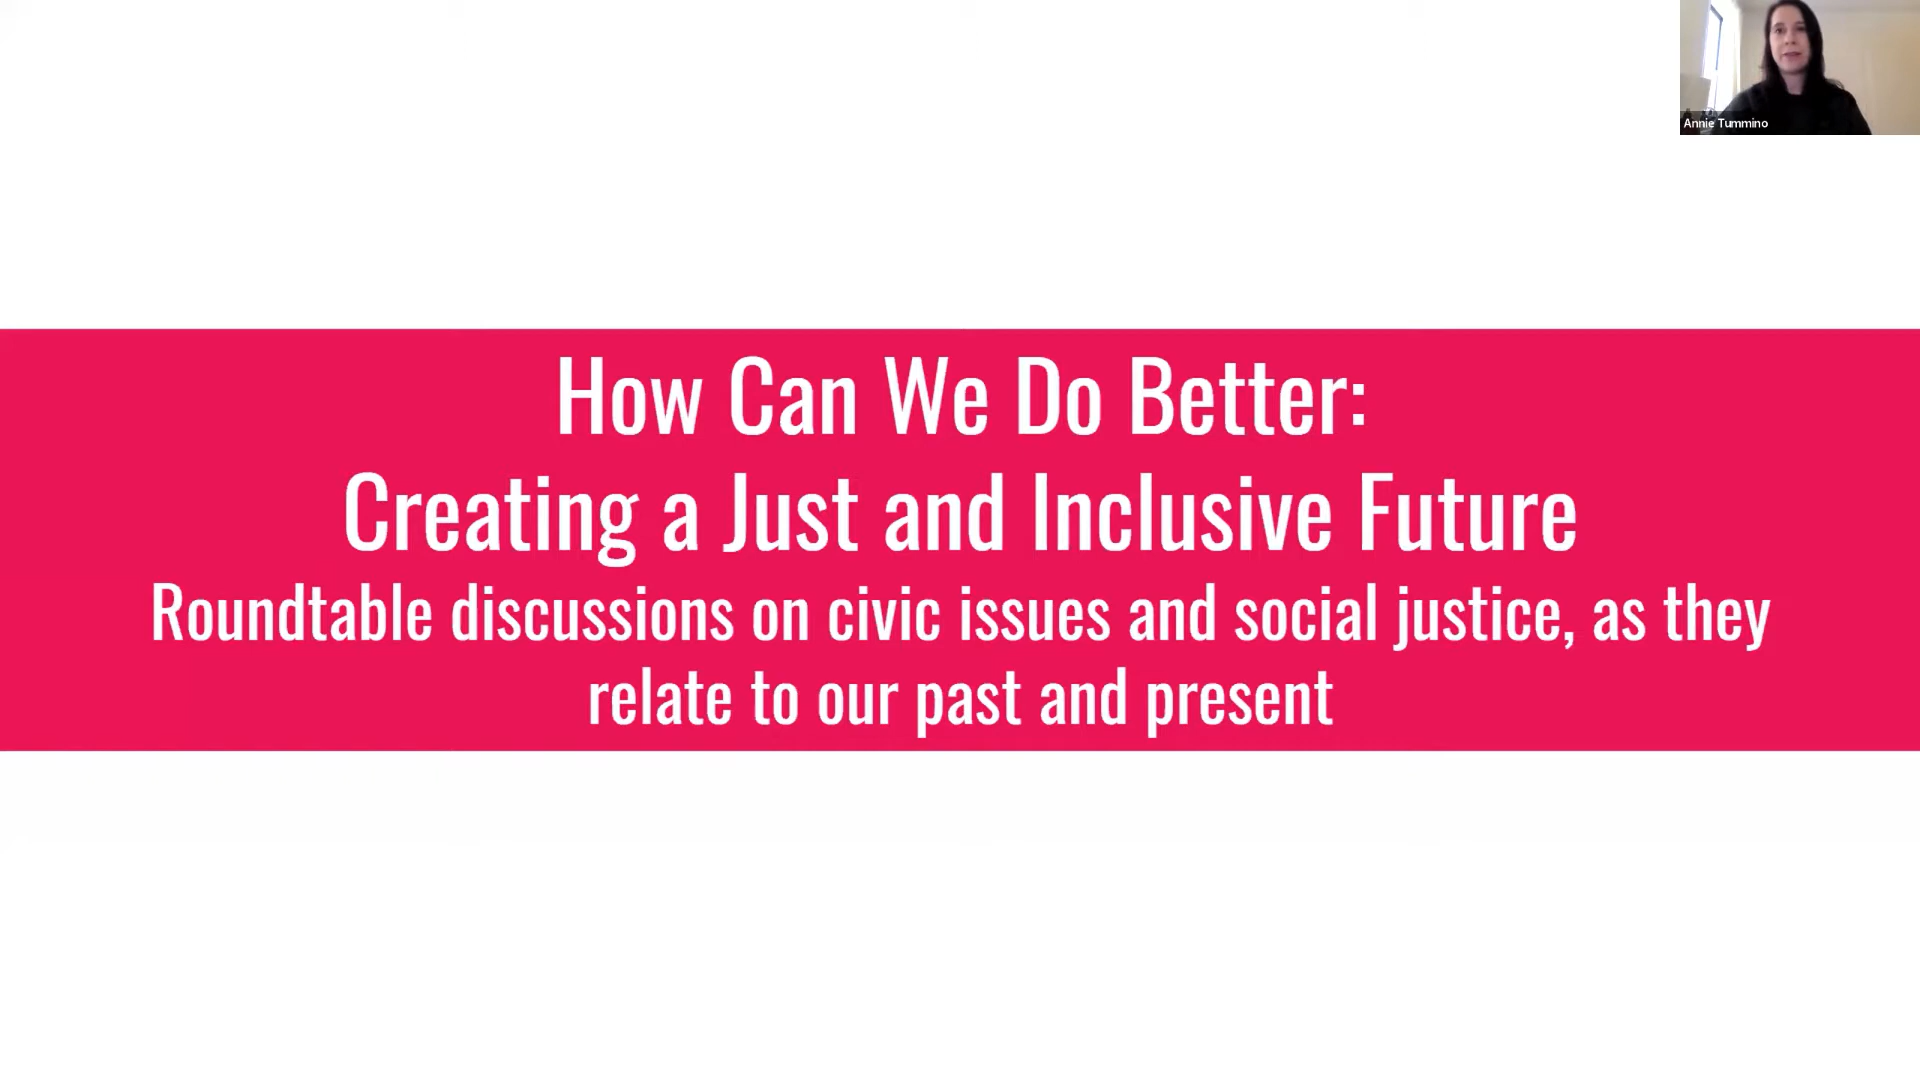 Annie Tummino
How Can We Do Better:
Creating a Just and Inclusive Future
Roundtable discussions on civic issues and social justice, as they
relate to our past and present